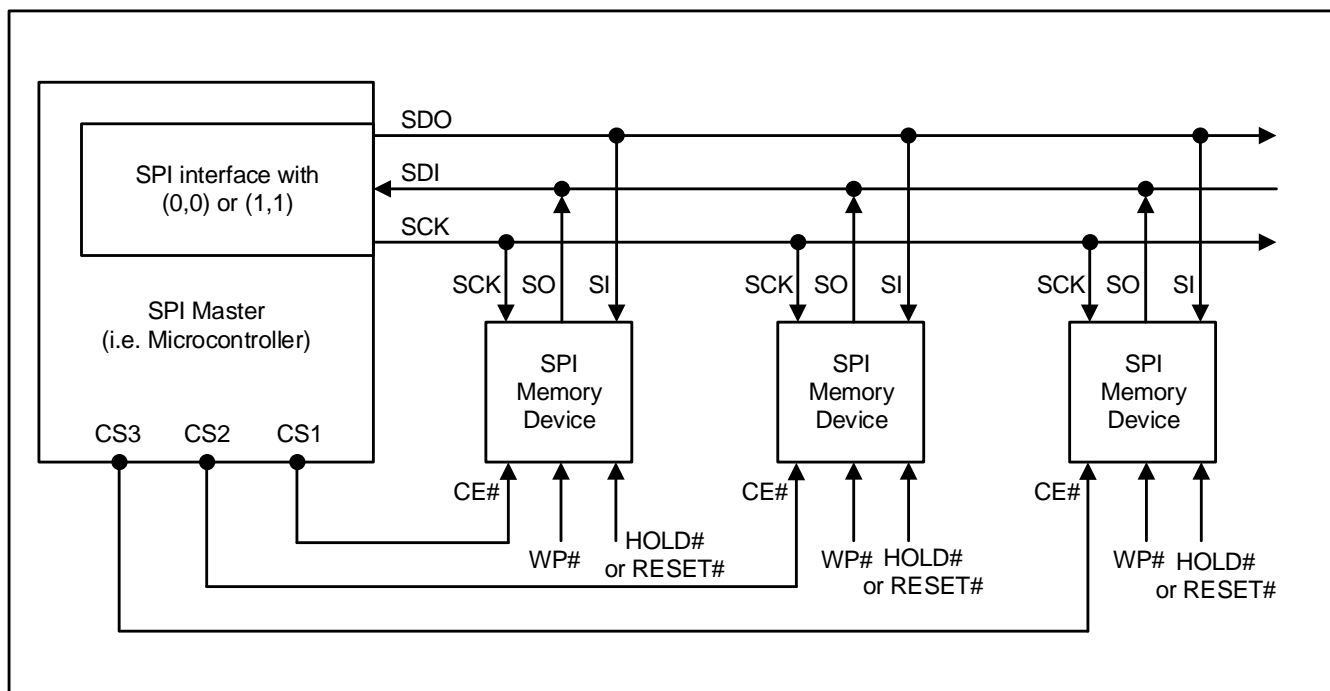 SDO
SPI interface with
(0,0) or (1,1)
SDI
SCK
SPI Master
(i.e. Microcontroller)
SCK
SO
SI
SCK
SO
SI
SCK
SO
SI
SPI
Memory
Device
SPI
Memory
Device
SPI
Memory
Device
CS3
CS2
CS1
CE#
WP#
HOLD#
or RESET#
CE#
WP#
HOLD#
or RESET#
CE#
WP#
HOLD#
or RESET#